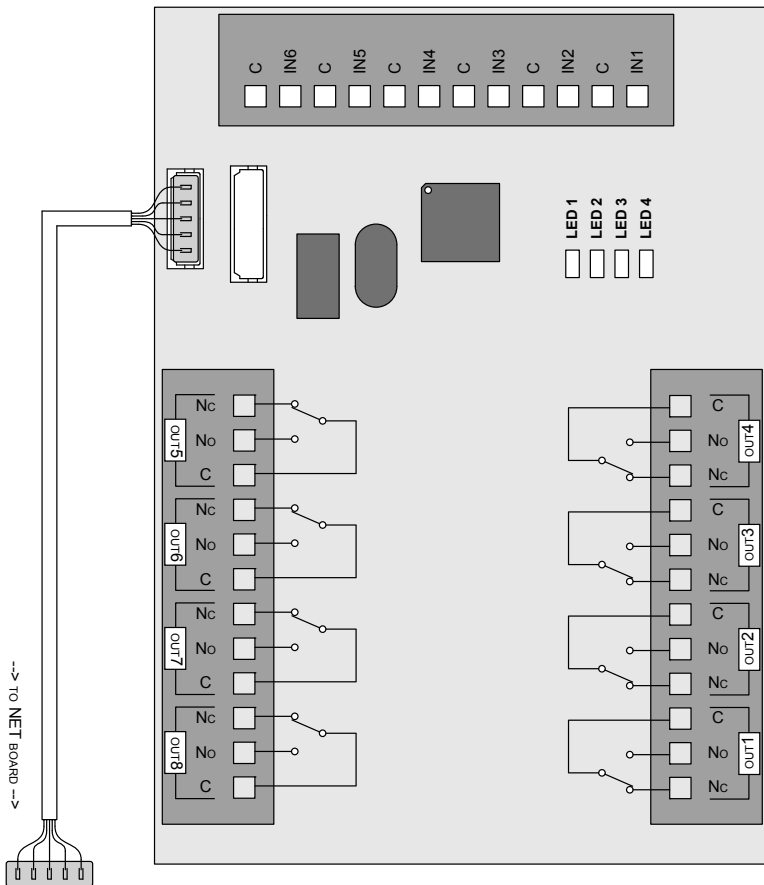 C IN6 C IN5 C IN4 C IN3 C IN2 C IN1
LED 1
LED 2
LED 3
LED 4
OUT5
NC
NO
C
OUT6
NC
NO
C
OUT7
NC
NO
C
OUT8
NC
NO
C
C
NO
NC
OUT4
C
NO
NC
OUT3
C
NO
NC
OUT2
C
NO
NC
OUT1
--> TO NET BOARD -->